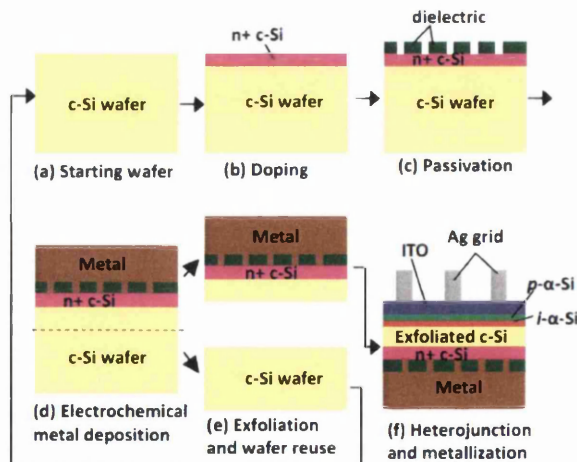 dielectric
n+ c-Si
n+ c-Si
c-Si wafer
c-Si wafer
c-Si wafer
(a) Starting wafer
(b) Doping
(c) Passivation
Metal
n+ c-Si
c-Si wafer
(d) Electrochemical
metal deposition
Metal
n+ c-Si
c-Si wafer
(e) Exfoliation
and wafer reuse
Ag grid
ITO
p-α-Si
i-α-Si
Exfoliated c-Si
n+ c-Si
Metal
(f) Heterojunction
and metallization